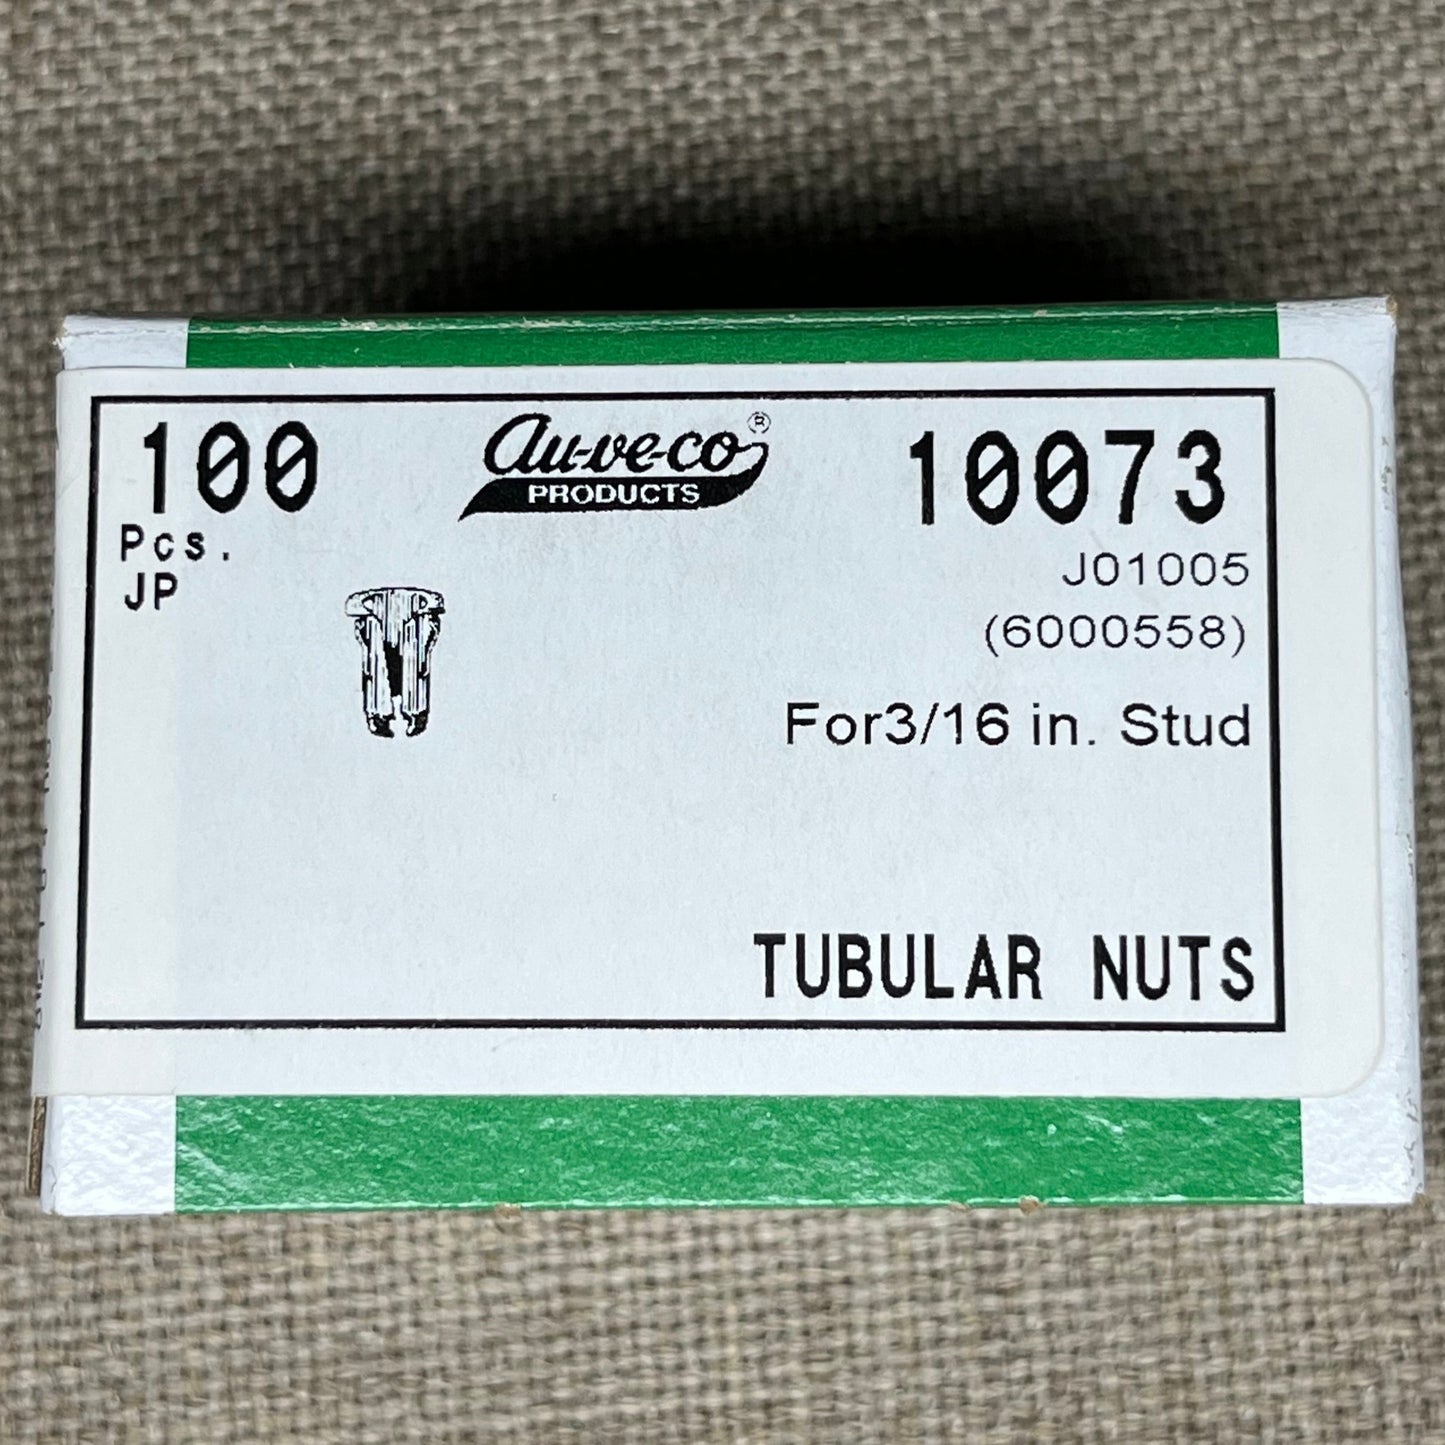 100
Pcs.
JP
au-ve-co®
PRODUCTS
10073
J01005
(6000558)
For3/16 in. Stud
TUBULAR NUTS